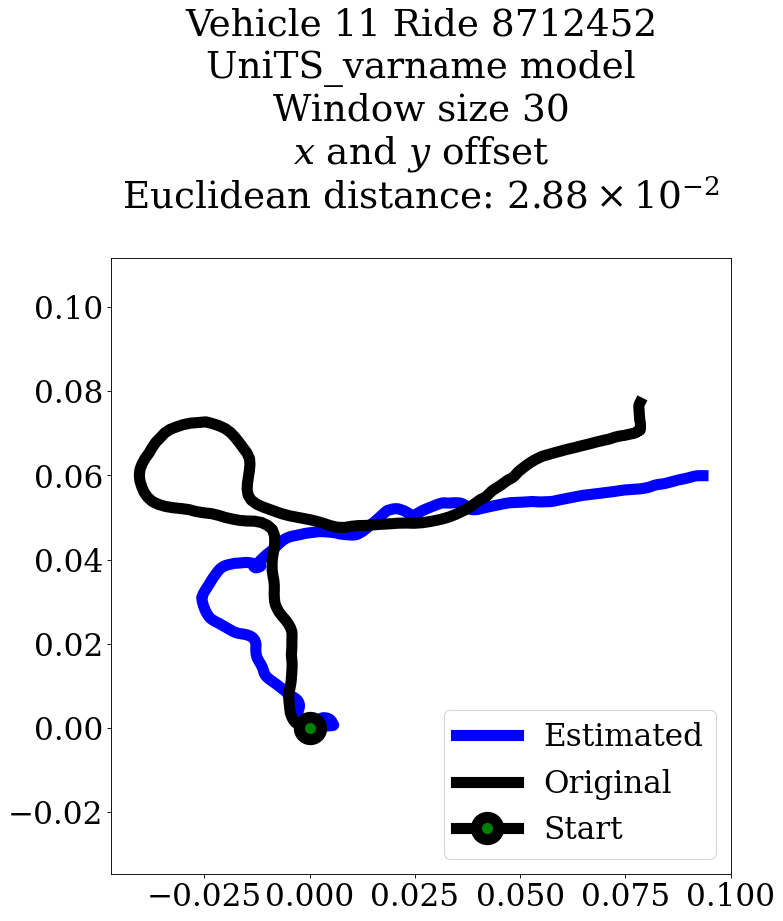 Vehicle 11 Ride 8712452
UniTS_varname model
Window size 30
x and y offset
Euclidean distance: 2.88 × 10⁻²
0.10
0.08
0.06
0.04
0.02
0.00
−0.02
Estimated
Original
Start
−0.025 0.000 0.025 0.050 0.075 0.100